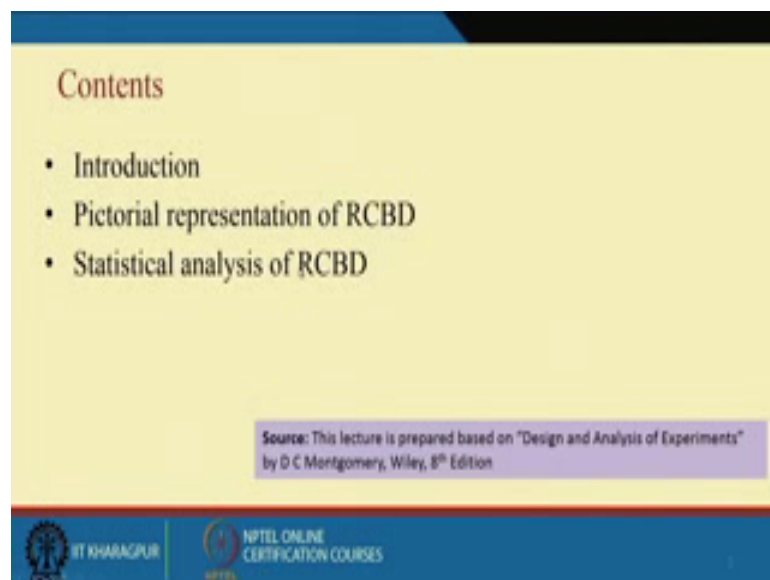 Contents
• Introduction
• Pictorial representation of RCBD
• Statistical analysis of RCBD
Source: This lecture is prepared based on "Design and Analysis of Experiments"
by D C Montgomery, Wiley, 8th Edition
IIT KHARAGPUR
NPTEL ONLINE
CERTIFICATION COURSES
NPTEL